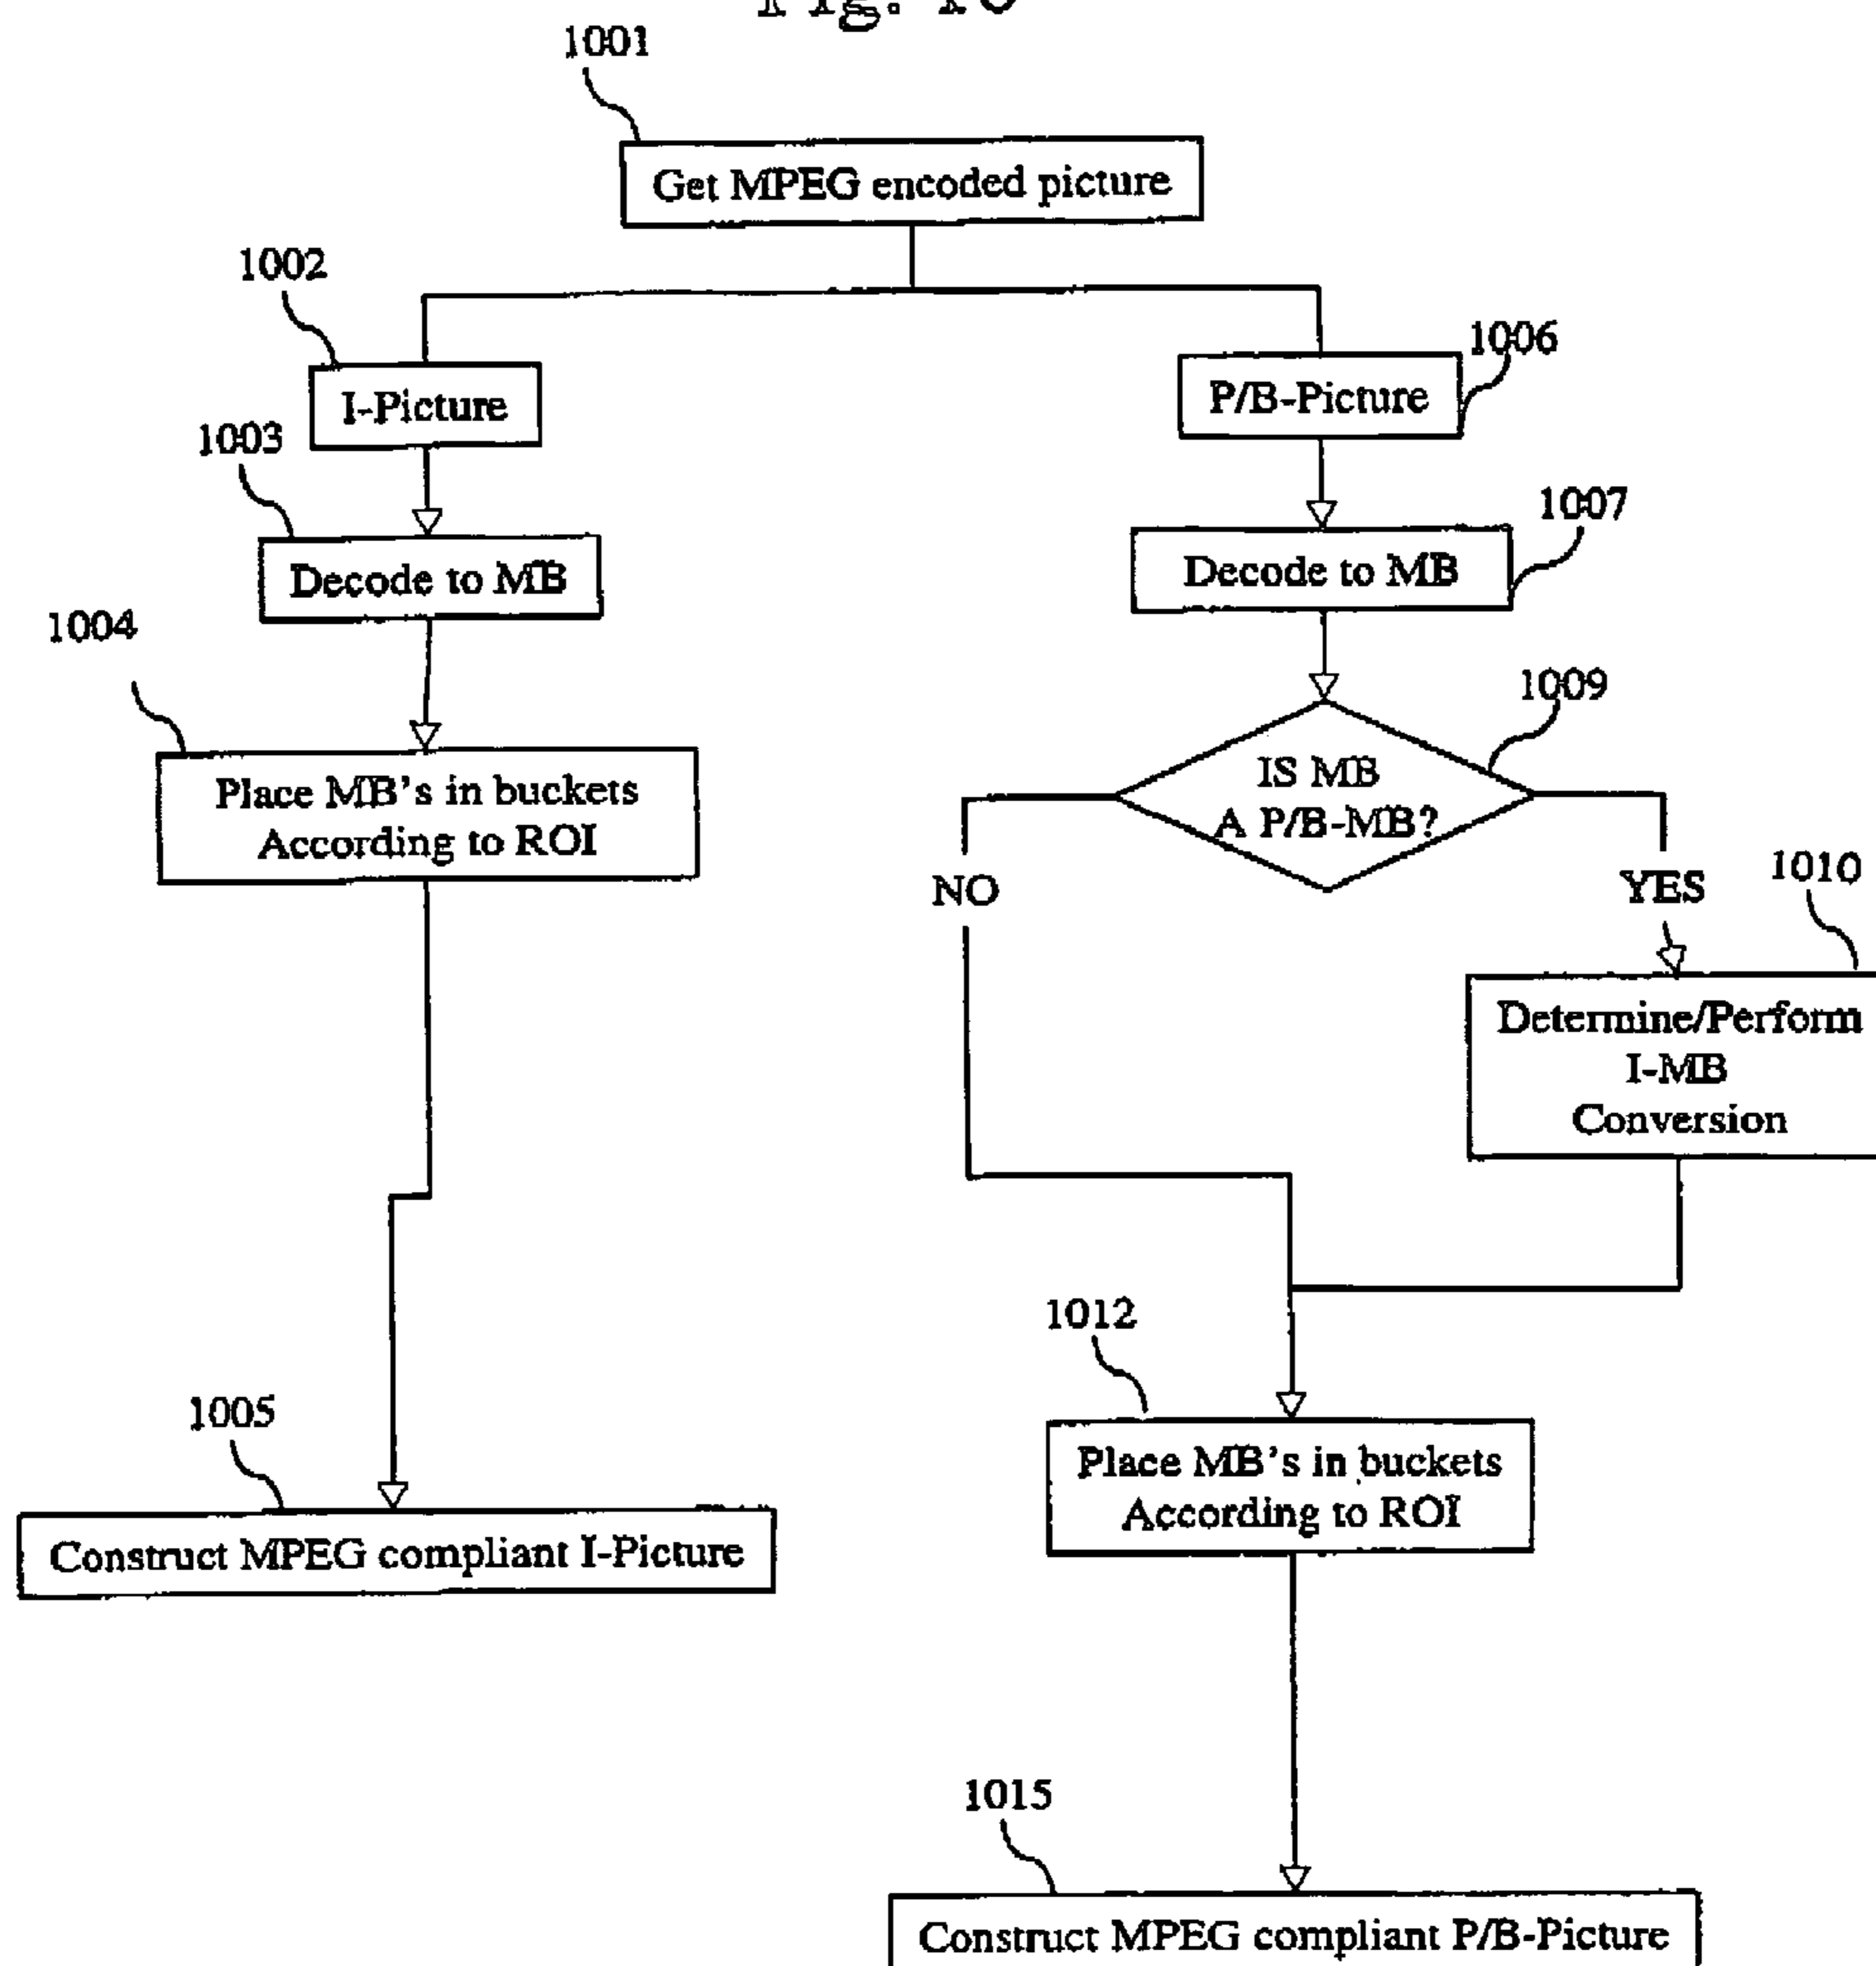 Fig. 10
1001
Get MPEG encoded picture
1002
I-Picture
1006
P/B-Picture
1003
Decode to MB
1007
Decode to MB
1004
Place MB's in buckets
According to ROI
1009
IS MB
A P/B-MB?
NO
YES
1010
Determine/Perform
I-MB
Conversion
1012
Place MB's in buckets
According to ROI
1005
Construct MPEG compliant I-Picture
1015
Construct MPEG compliant P/B-Picture